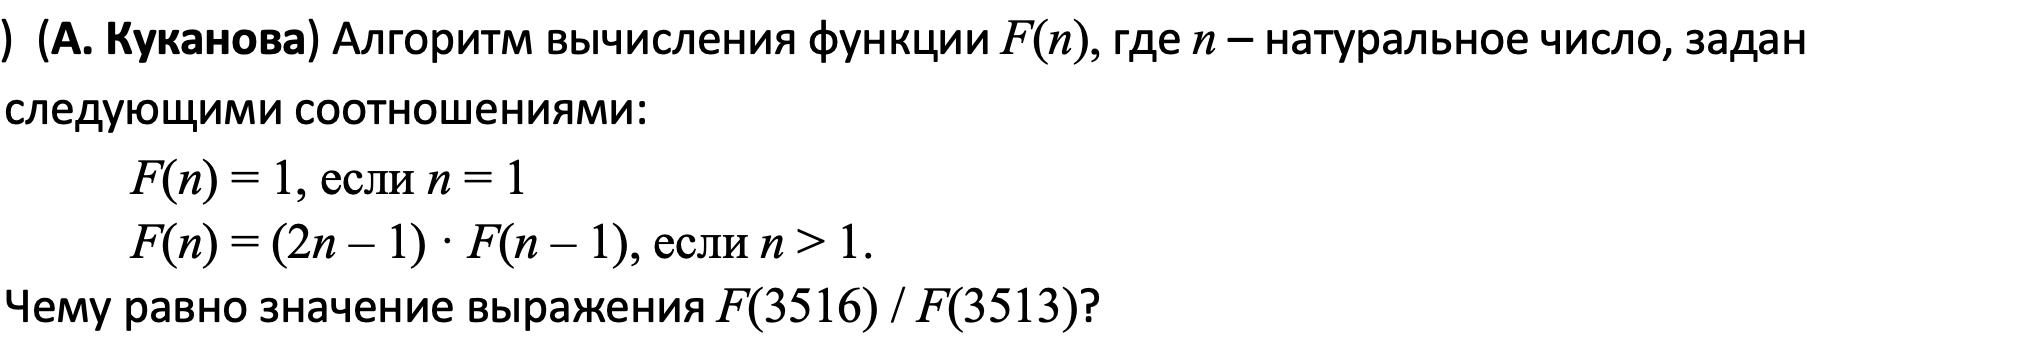 ) (А. Куканова) Алгоритм вычисления функции F(n), где n – натуральное число, задан
следующими соотношениями:
F(n) = 1, если n = 1
F(n) = (2n – 1) · F(n – 1), если n > 1.
Чему равно значение выражения F(3516) / F(3513)?